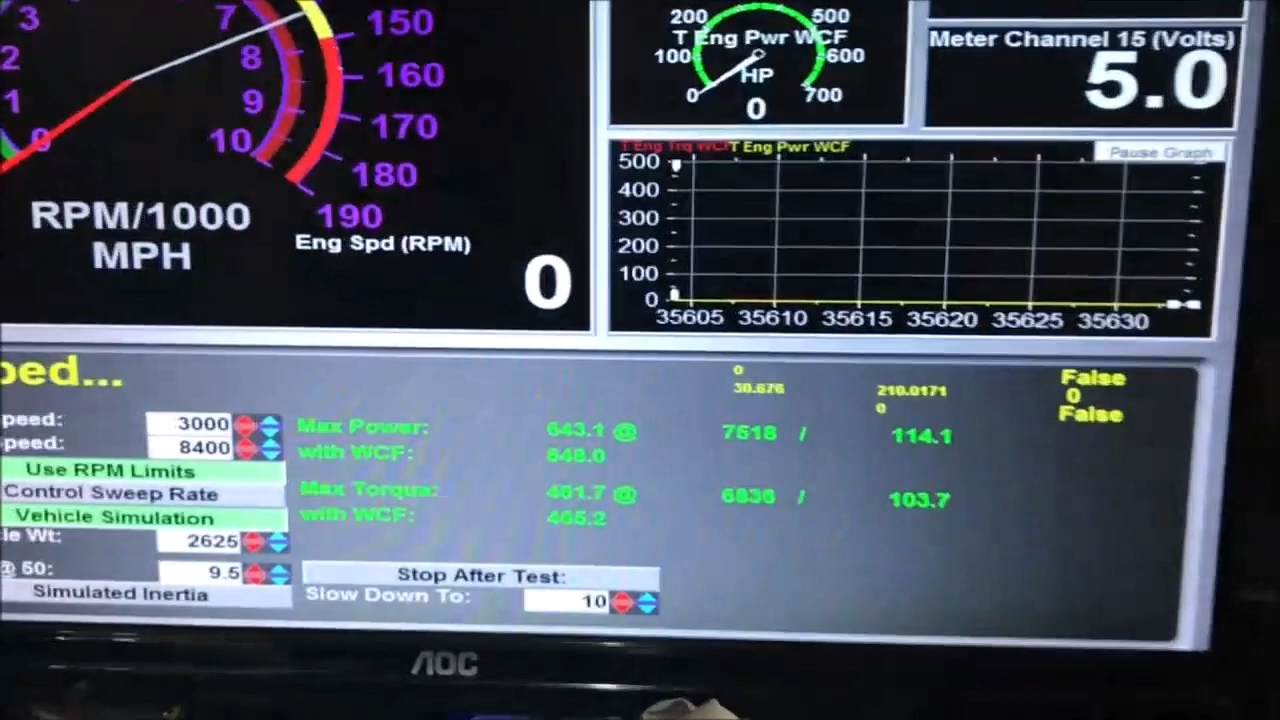 3
2
1
0
7
8
9
10
150
160
170
180
190
RPM/1000
MPH
Eng Spd (RPM)
0
200
500
T Eng Pwr WCF
100
600
HP
0
700
0
Meter Channel 15 (Volts)
5.0
T Eng Trq WCF T Eng Pwr WCF
Pause Graph
500
400
300
200
100
0
35605 35610 35615 35620 35625 35630
ped...
0
30.676
210.0171
0
False
0
False
peed: 3000
peed: 8400
Use RPM Limits
Control Sweep Rate
Vehicle Simulation
le Wt: 2625
@ 50: 9.5
Simulated Inertia
Max Power: 643.1 @ 7518 / 114.1
with WCF: 648.0
Max Torque: 461.7 @ 6836 / 103.7
with WCF: 465.2
Stop After Test:
Slow Down To: 10
AOC